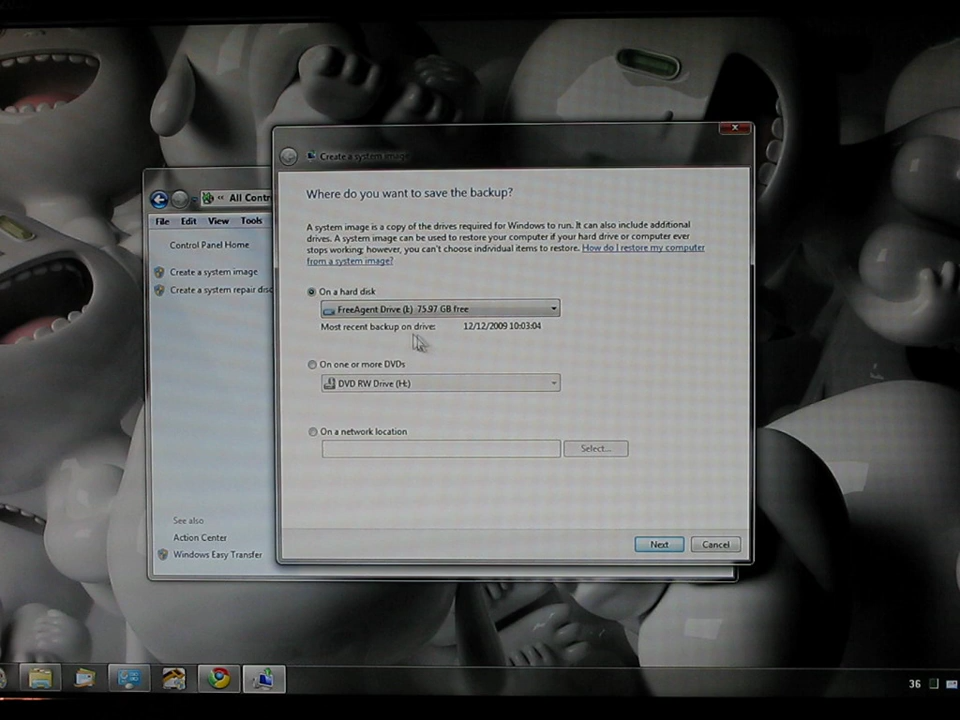 Create a system image
All Contr
File Edit View Tools
Control Panel Home
Create a system image
Create a system repair disc
See also
Action Center
Windows Easy Transfer
Where do you want to save the backup?
A system image is a copy of the drives required for Windows to run. It can also include additional
drives. A system image can be used to restore your computer if your hard drive or computer ever
stops working; however, you can't choose individual items to restore. How do I restore my computer
from a system image?
On a hard disk
FreeAgent Drive (I:) 75.97 GB free
Most recent backup on drive: 12/12/2009 10:03:04
On one or more DVDs
DVD RW Drive (H:)
On a network location
Select...
Next Cancel
36